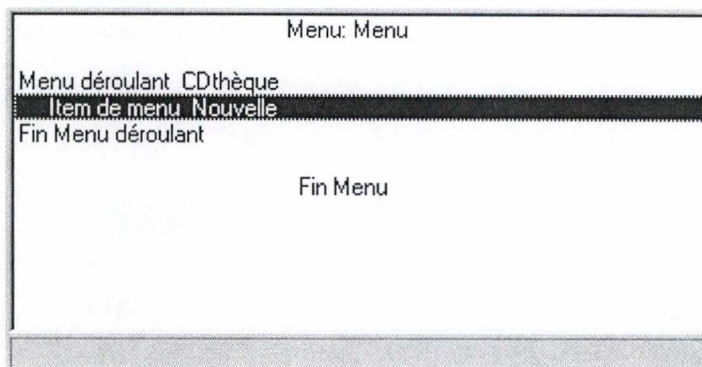 Menu: Menu
Menu déroulant CDthèque
Item de menu Nouvelle
Fin Menu déroulant
Fin Menu